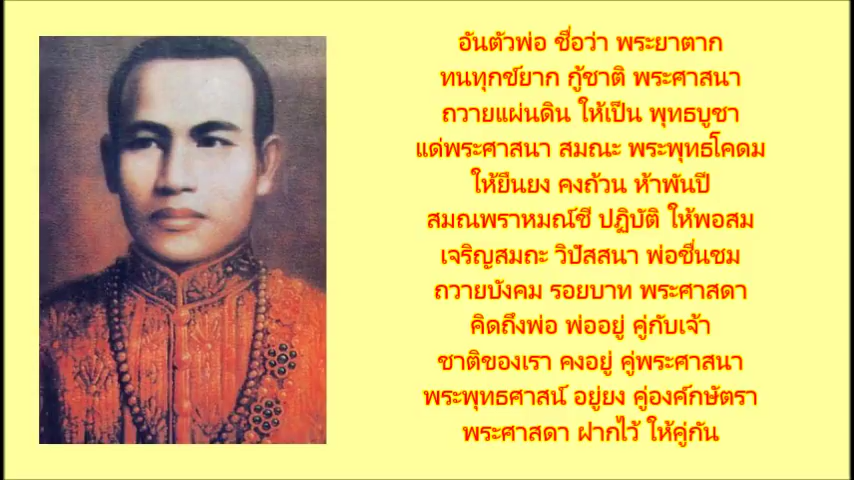 อันตัวพ่อ ชื่อว่า พระยาตาก
ทนทุกข์ยาก กู้ชาติ พระศาสนา
ถวายแผ่นดิน ให้เป็น พุทธบูชา
แด่พระศาสนา สมณะ พระพุทธโคดม
ให้ยืนยง คงถ้วน ห้าพันปี
สมณพราหมณ์ชี ปฏิบัติ ให้พอสม
เจริญสมถะ วิปัสสนา พ่อชื่นชม
ถวายบังคม รอยบาท พระศาสดา
คิดถึงพ่อ พ่ออยู่ คู่กับเจ้า
ชาติของเรา คงอยู่ คู่พระศาสนา
พระพุทธศาสน์ อยู่ยง คู่องค์กษัตรา
พระศาสดา ฝากไว้ ให้คู่กัน